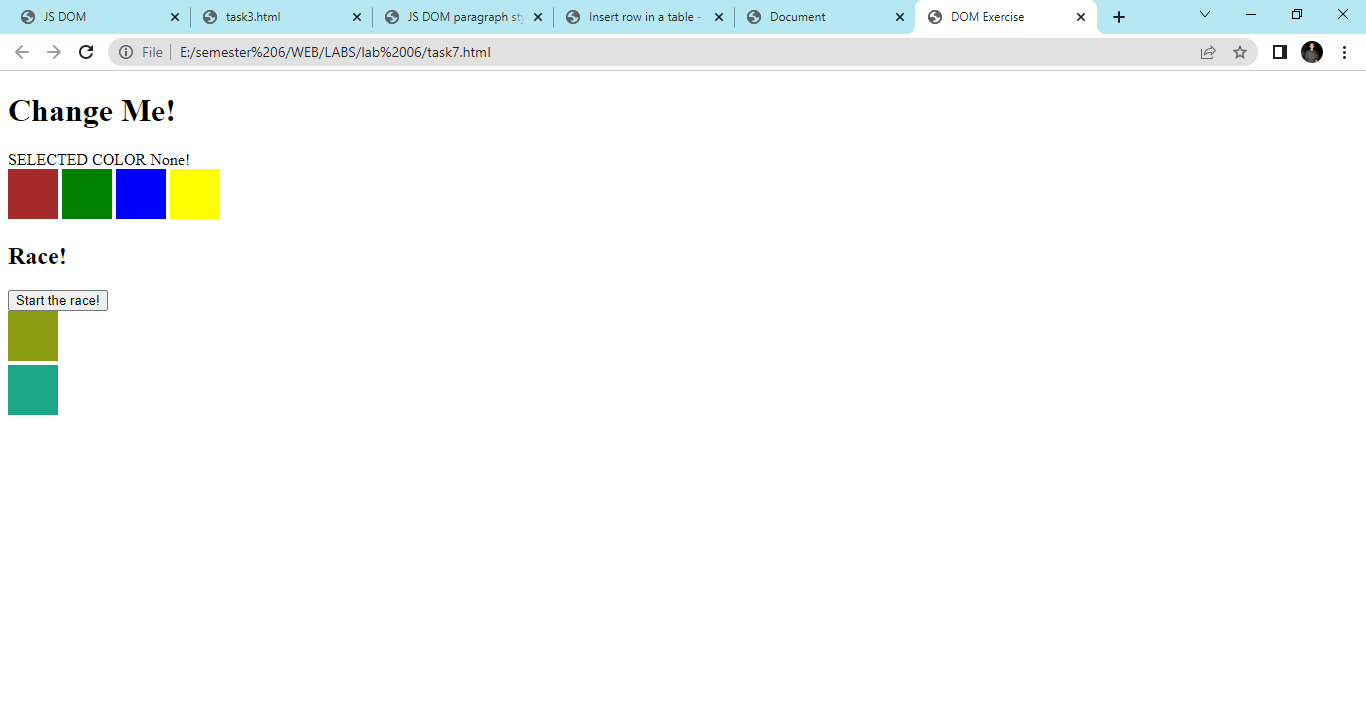 JS DOM
task3.html
JS DOM paragraph sty
Insert row in a table -
Document
DOM Exercise
File
E:/semester%206/WEB/LABS/lab%2006/task7.html
Change Me!
SELECTED COLOR None!
Race!
Start the race!